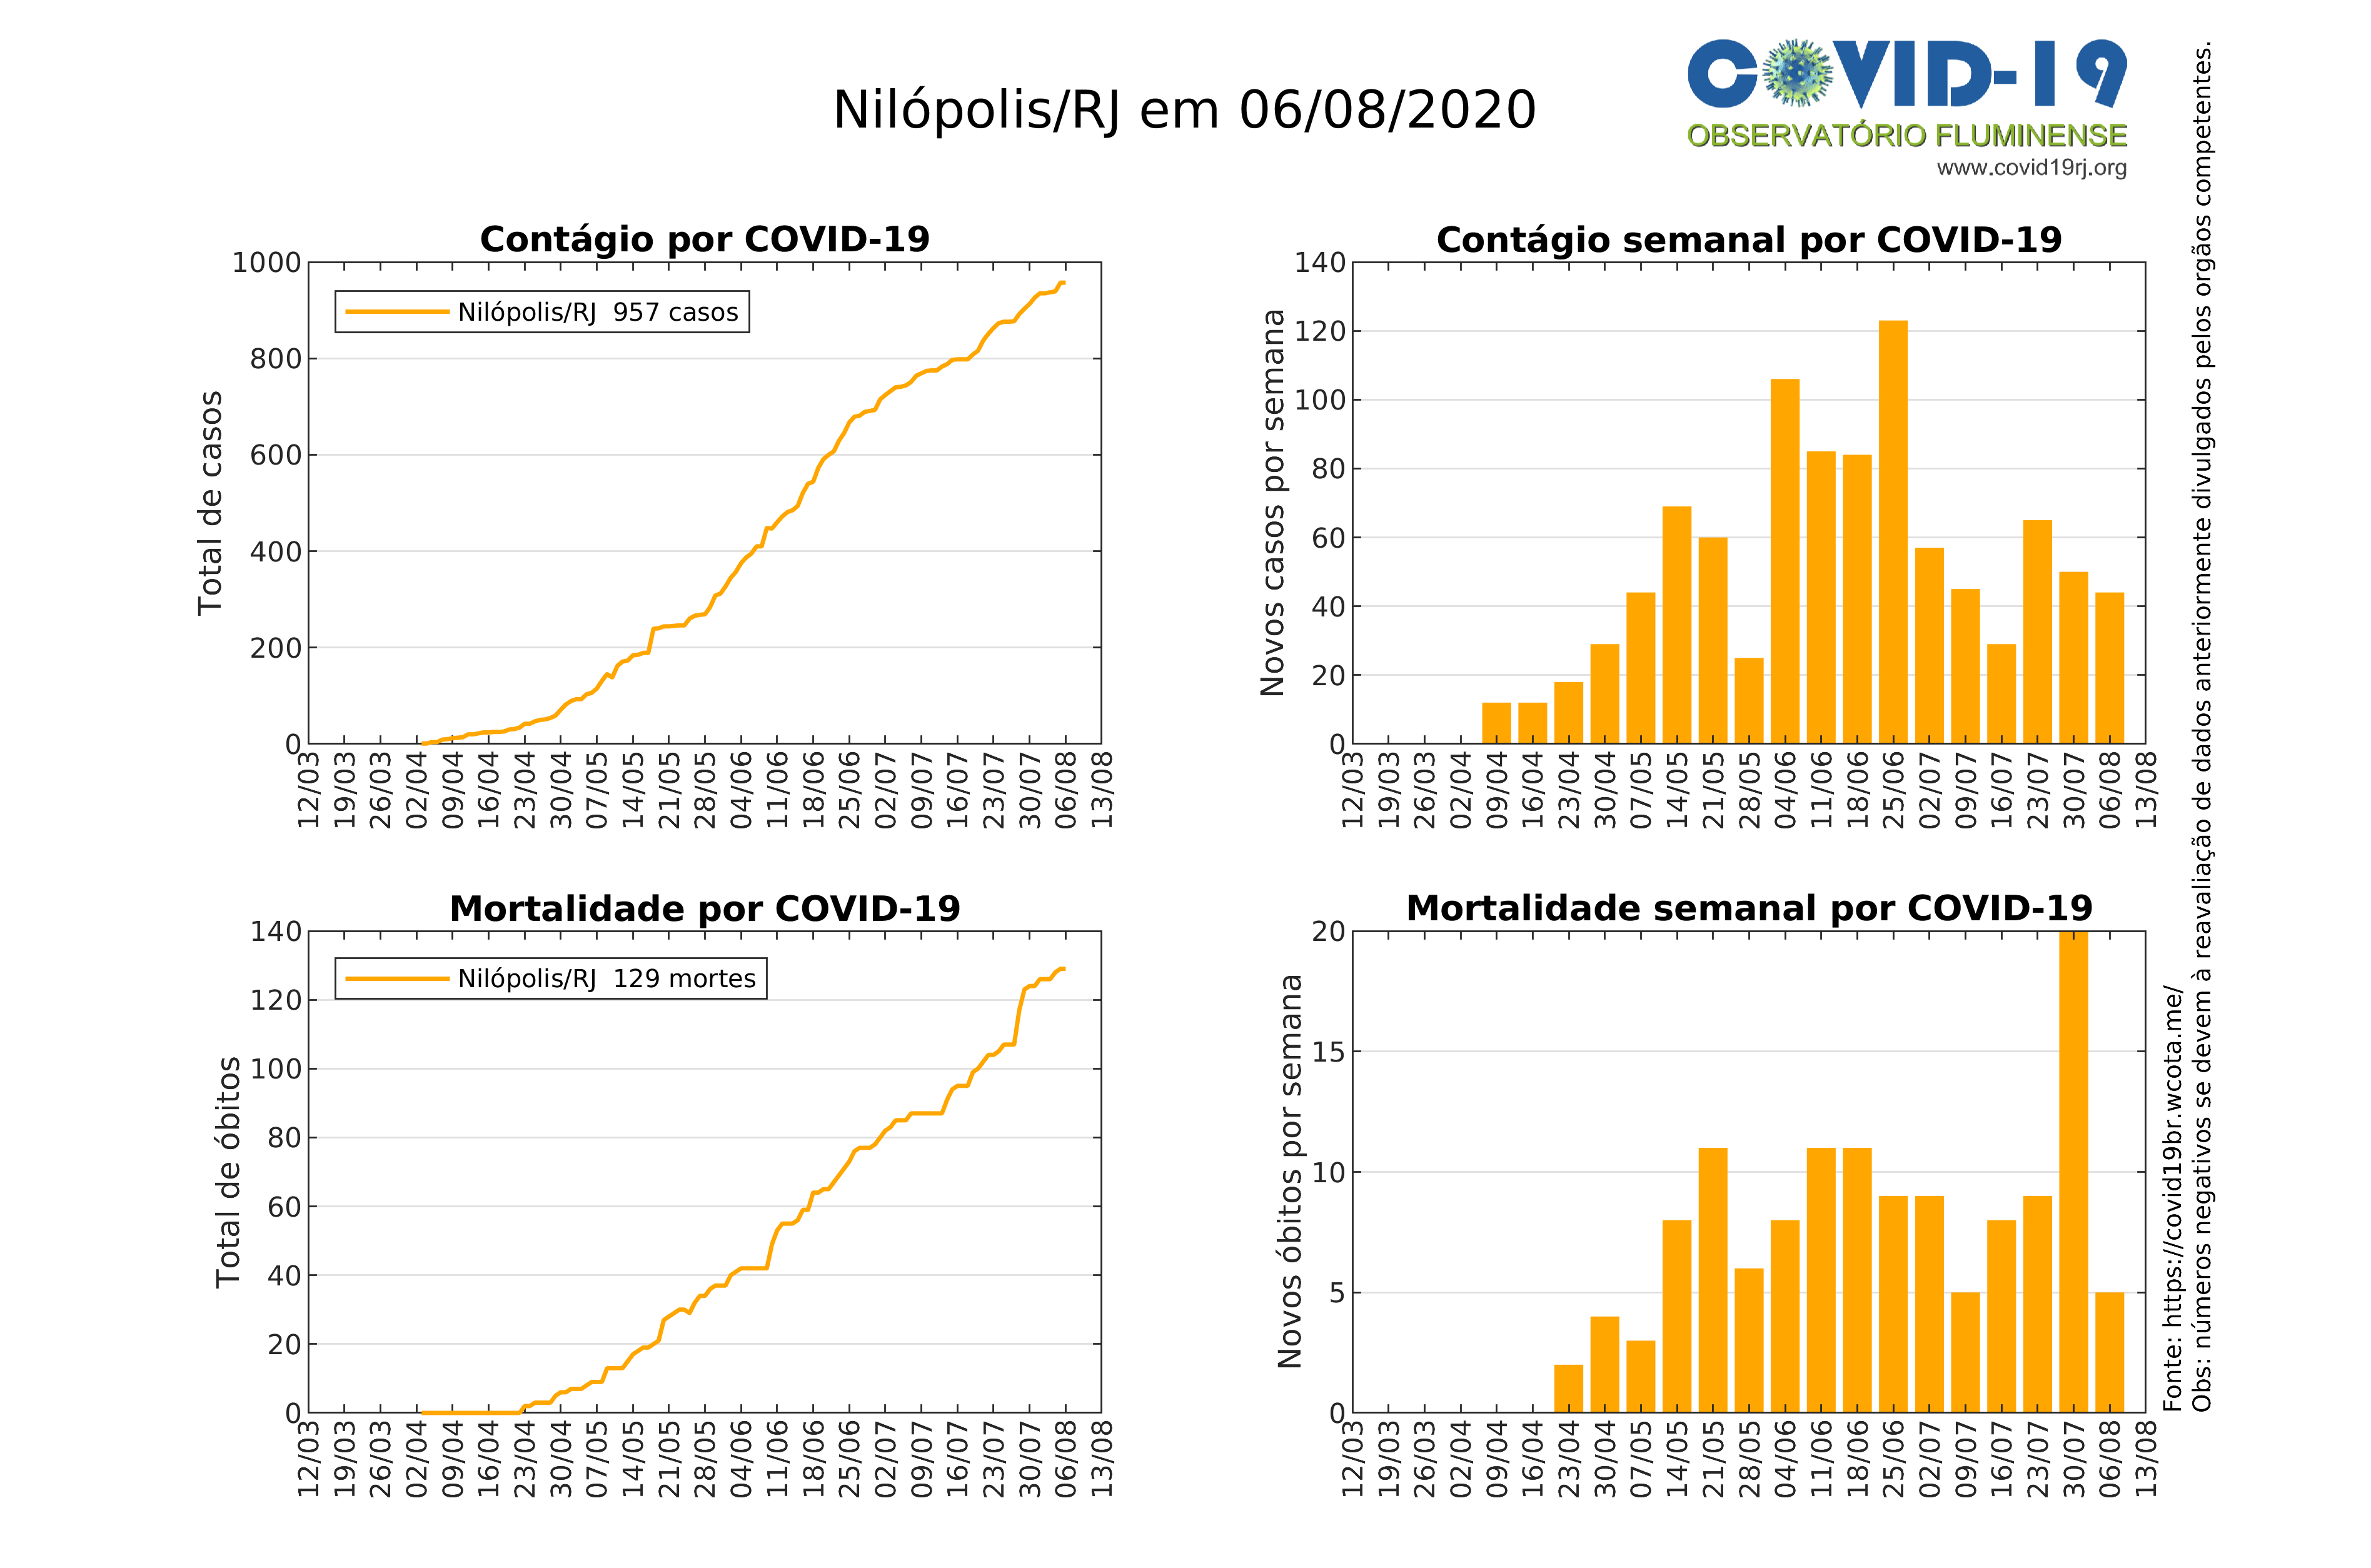 Nilópolis/RJ em 06/08/2020
COVID-19
OBSERVATÓRIO FLUMINENSE
www.covid19rj.org
Contágio por COVID-19
Total de casos
1000
800
600
400
200
0
Nilópolis/RJ 957 casos
12/03 19/03 26/03 02/04 09/04 16/04 23/04 30/04 07/05 14/05 21/05 28/05 04/06 11/06 18/06 25/06 02/07 09/07 16/07 23/07 30/07 06/08 13/08
Contágio semanal por COVID-19
Novos casos por semana
140
120
100
80
60
40
20
0
12/03 19/03 26/03 02/04 09/04 16/04 23/04 30/04 07/05 14/05 21/05 28/05 04/06 11/06 18/06 25/06 02/07 09/07 16/07 23/07 30/07 06/08 13/08
Mortalidade por COVID-19
Total de óbitos
140
120
100
80
60
40
20
0
Nilópolis/RJ 129 mortes
12/03 19/03 26/03 02/04 09/04 16/04 23/04 30/04 07/05 14/05 21/05 28/05 04/06 11/06 18/06 25/06 02/07 09/07 16/07 23/07 30/07 06/08 13/08
Mortalidade semanal por COVID-19
Novos óbitos por semana
20
15
10
5
0
12/03 19/03 26/03 02/04 09/04 16/04 23/04 30/04 07/05 14/05 21/05 28/05 04/06 11/06 18/06 25/06 02/07 09/07 16/07 23/07 30/07 06/08 13/08
Fonte: https://covid19br.wcota.me/
Obs: números negativos se devem à reavaliação de dados anteriormente divulgados pelos orgãos competentes.